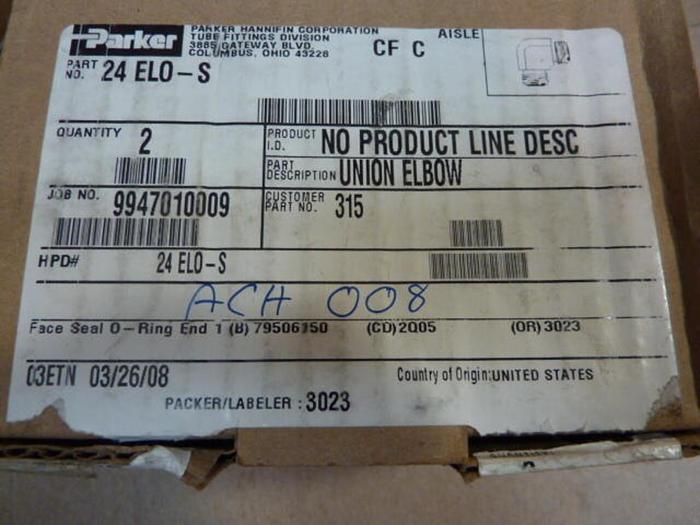 Parker
PARKER HANNIFIN CORPORATION
TUBE FITTINGS DIVISION
3885 GATEWAY BLVD.
COLUMBUS, OHIO 43228
CF C
AISLE
PART NO. 24 ELO-S
QUANTITY 2
PRODUCT I.D. NO PRODUCT LINE DESC
PART DESCRIPTION UNION ELBOW
JOB NO. 9947010009
CUSTOMER PART NO. 315
HPD# 24 ELO-S
ACH 008
Face Seal O-Ring End 1 (B) 79506150 (CD) 2Q05 (OR) 3023
03ETN 03/26/08
Country of Origin:UNITED STATES
PACKER/LABELER : 3023